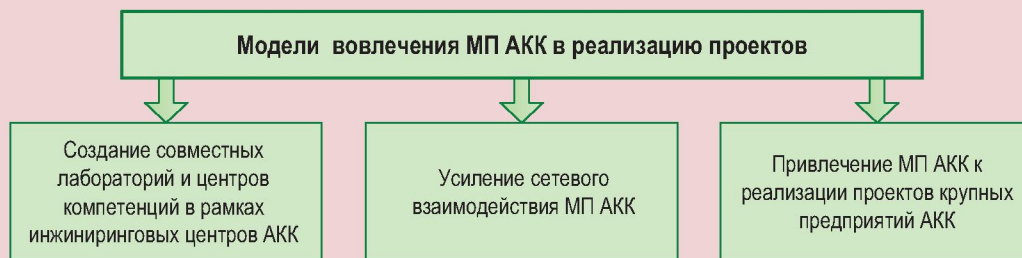 Модели вовлечения МП АКК в реализацию проектов
Создание совместных
лабораторий и центров
компетенций в рамках
инжиниринговых центров АКК
Усиление сетевого
взаимодействия МП АКК
Привлечение МП АКК к
реализации проектов крупных
предприятий АКК